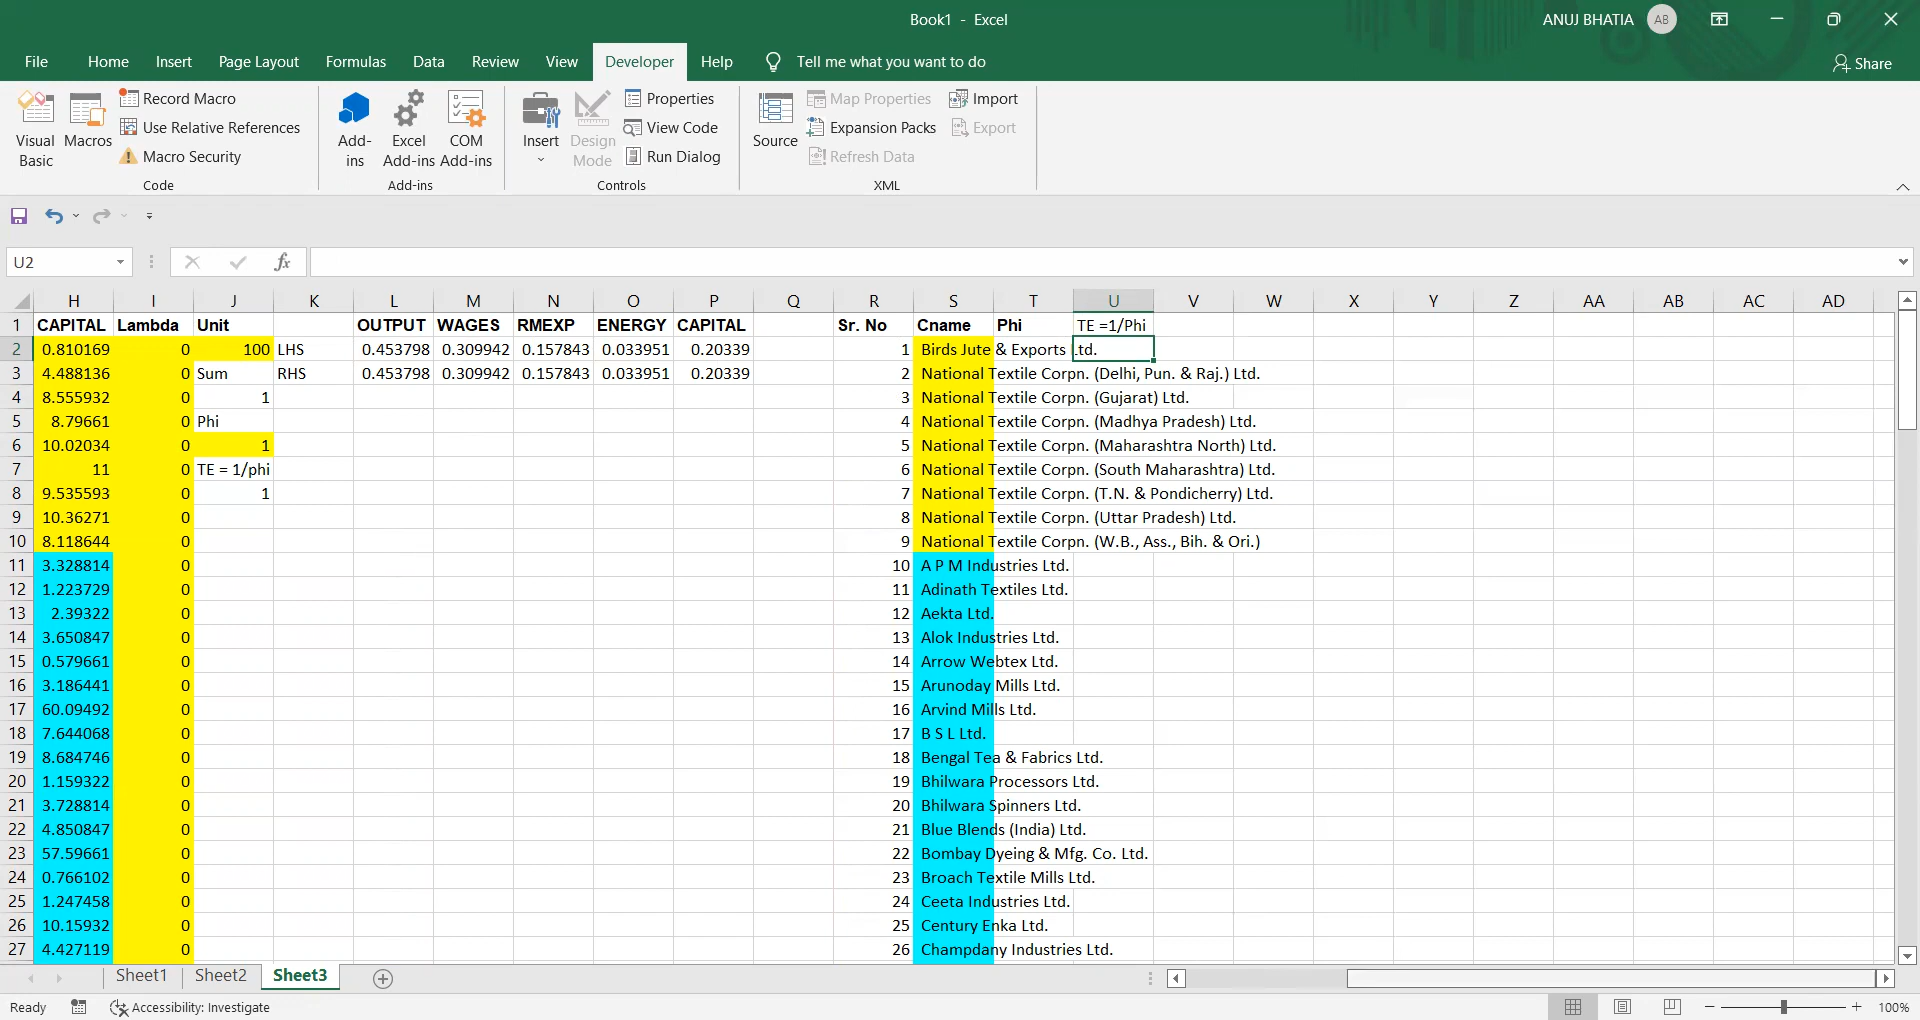 Book1 - Excel
ANUJ BHATIA AB
File Home Insert Page Layout Formulas Data Review View Developer Help Tell me what you want to do Share
Visual Basic
Macros
Record Macro
Use Relative References
Macro Security
Code
Add-ins
Excel Add-ins
COM Add-ins
Add-ins
Insert
Design Mode
Properties
View Code
Run Dialog
Controls
Source
Map Properties
Expansion Packs
Refresh Data
Import
Export
XML
U2 fx
H I J K L M N O P Q R S T U V W X Y Z AA AB AC AD
1 CAPITAL Lambda Unit OUTPUT WAGES RMEXP ENERGY CAPITAL Sr. No Cname Phi TE =1/Phi
2 0.810169 0 100 LHS 0.453798 0.309942 0.157843 0.033951 0.20339 1 Birds Jute & Exports Ltd.
3 4.488136 0 Sum RHS 0.453798 0.309942 0.157843 0.033951 0.20339 2 National Textile Corpn. (Delhi, Pun. & Raj.) Ltd.
4 8.555932 0 1 3 National Textile Corpn. (Gujarat) Ltd.
5 8.79661 0 Phi 4 National Textile Corpn. (Madhya Pradesh) Ltd.
6 10.02034 0 1 5 National Textile Corpn. (Maharashtra North) Ltd.
7 11 0 TE = 1/phi 6 National Textile Corpn. (South Maharashtra) Ltd.
8 9.535593 0 1 7 National Textile Corpn. (T.N. & Pondicherry) Ltd.
9 10.36271 0 8 National Textile Corpn. (Uttar Pradesh) Ltd.
10 8.118644 0 9 National Textile Corpn. (W.B., Ass., Bih. & Ori.)
11 3.328814 0 10 A P M Industries Ltd.
12 1.223729 0 11 Adinath Textiles Ltd.
13 2.39322 0 12 Aekta Ltd.
14 3.650847 0 13 Alok Industries Ltd.
15 0.579661 0 14 Arrow Webtex Ltd.
16 3.186441 0 15 Arunoday Mills Ltd.
17 60.09492 0 16 Arvind Mills Ltd.
18 7.644068 0 17 B S L Ltd.
19 8.684746 0 18 Bengal Tea & Fabrics Ltd.
20 1.159322 0 19 Bhilwara Processors Ltd.
21 3.728814 0 20 Bhilwara Spinners Ltd.
22 4.850847 0 21 Blue Blends (India) Ltd.
23 57.59661 0 22 Bombay Dyeing & Mfg. Co. Ltd.
24 0.766102 0 23 Broach Textile Mills Ltd.
25 1.247458 0 24 Ceeta Industries Ltd.
26 10.15932 0 25 Century Enka Ltd.
27 4.427119 0 26 Champdany Industries Ltd.
Sheet1 Sheet2 Sheet3
Ready Accessibility: Investigate 100%